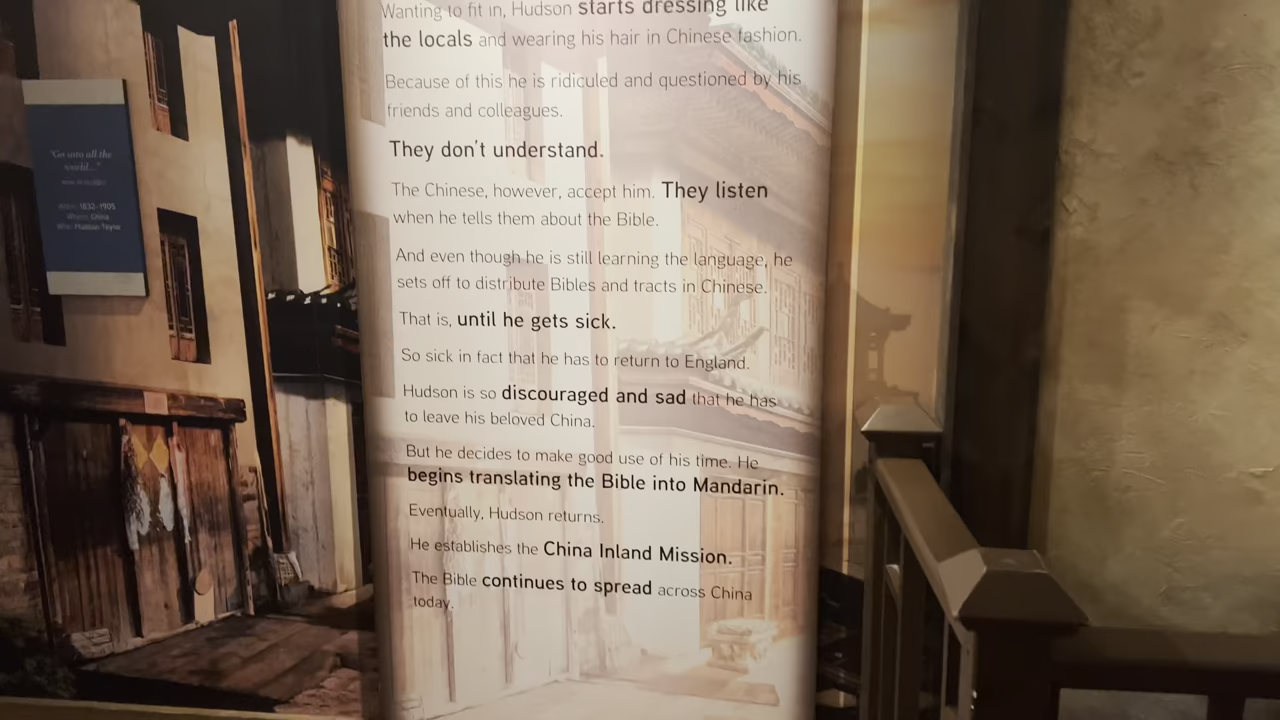 "Go into all the
world..."
1832-1905
China
Hudson Taylor
Wanting to fit in, Hudson starts dressing like
the locals and wearing his hair in Chinese fashion.
Because of this he is ridiculed and questioned by his
friends and colleagues.
They don't understand.
The Chinese, however, accept him. They listen
when he tells them about the Bible.
And even though he is still learning the language, he
sets off to distribute Bibles and tracts in Chinese.
That is, until he gets sick.
So sick in fact that he has to return to England.
Hudson is so discouraged and sad that he has
to leave his beloved China.
But he decides to make good use of his time. He
begins translating the Bible into Mandarin.
Eventually, Hudson returns.
He establishes the China Inland Mission.
The Bible continues to spread across China
today.